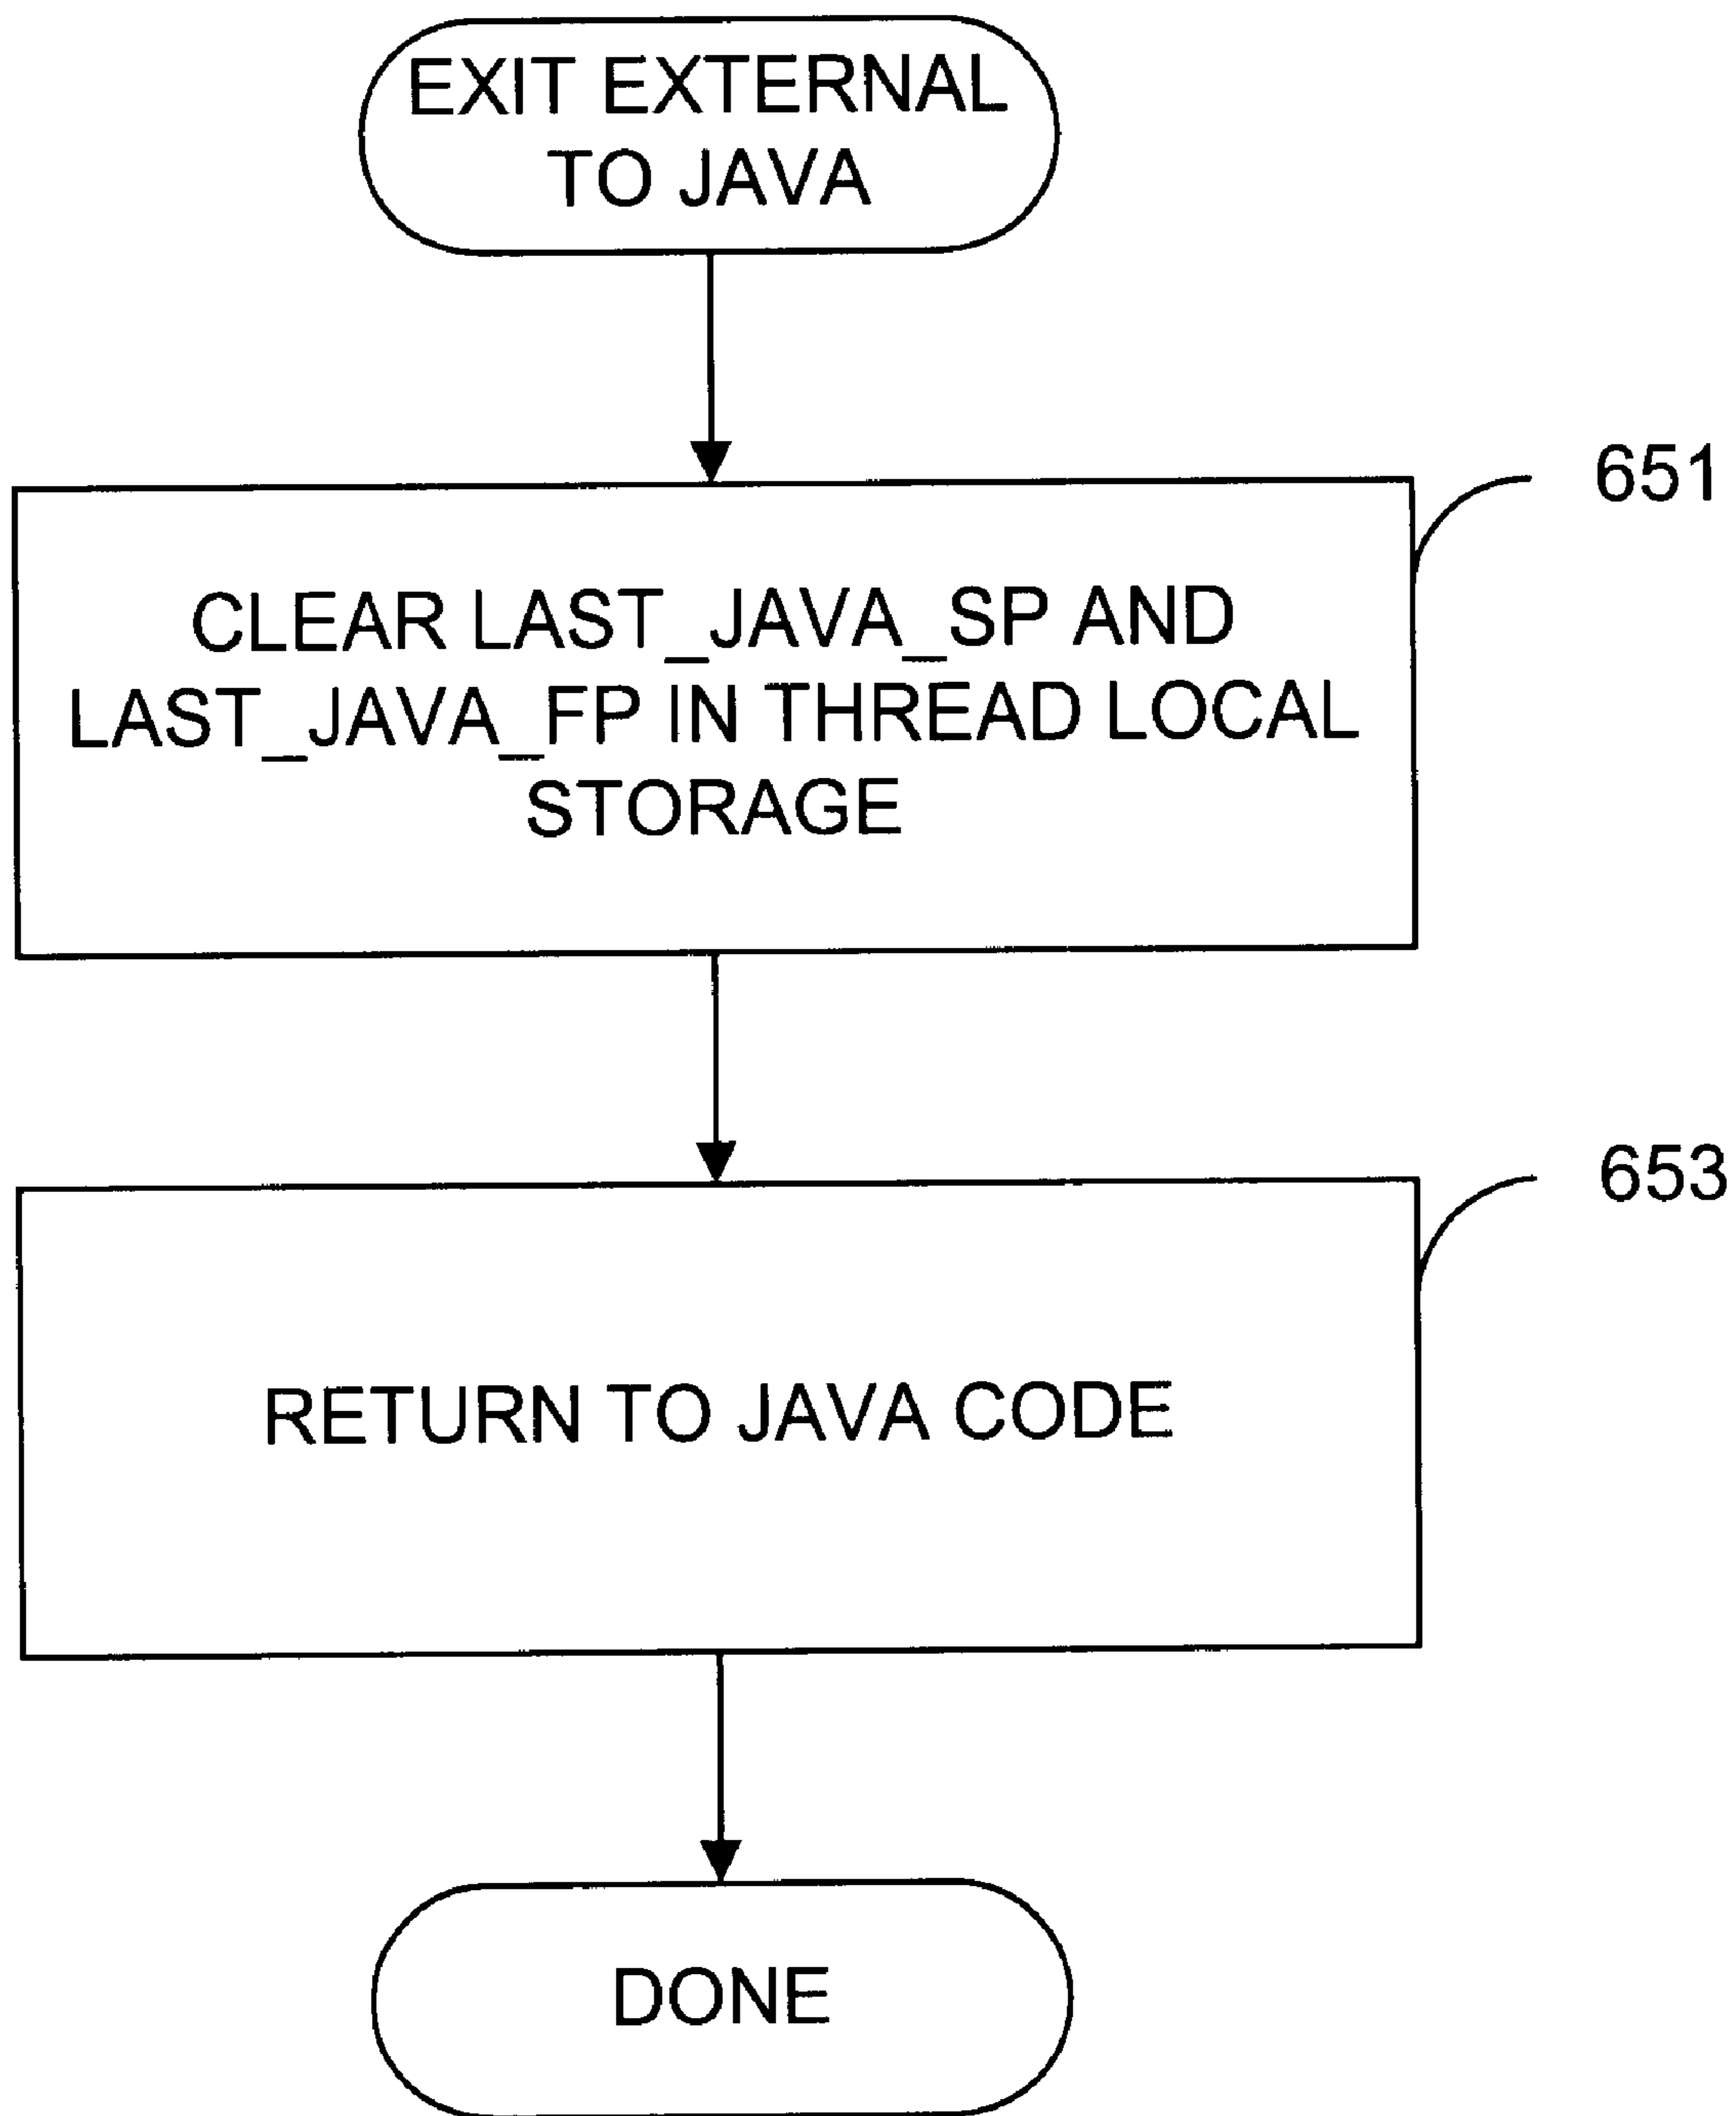 EXIT EXTERNAL
TO JAVA
651
CLEAR LAST_JAVA_SP AND
LAST_JAVA_FP IN THREAD LOCAL
STORAGE
653
RETURN TO JAVA CODE
DONE